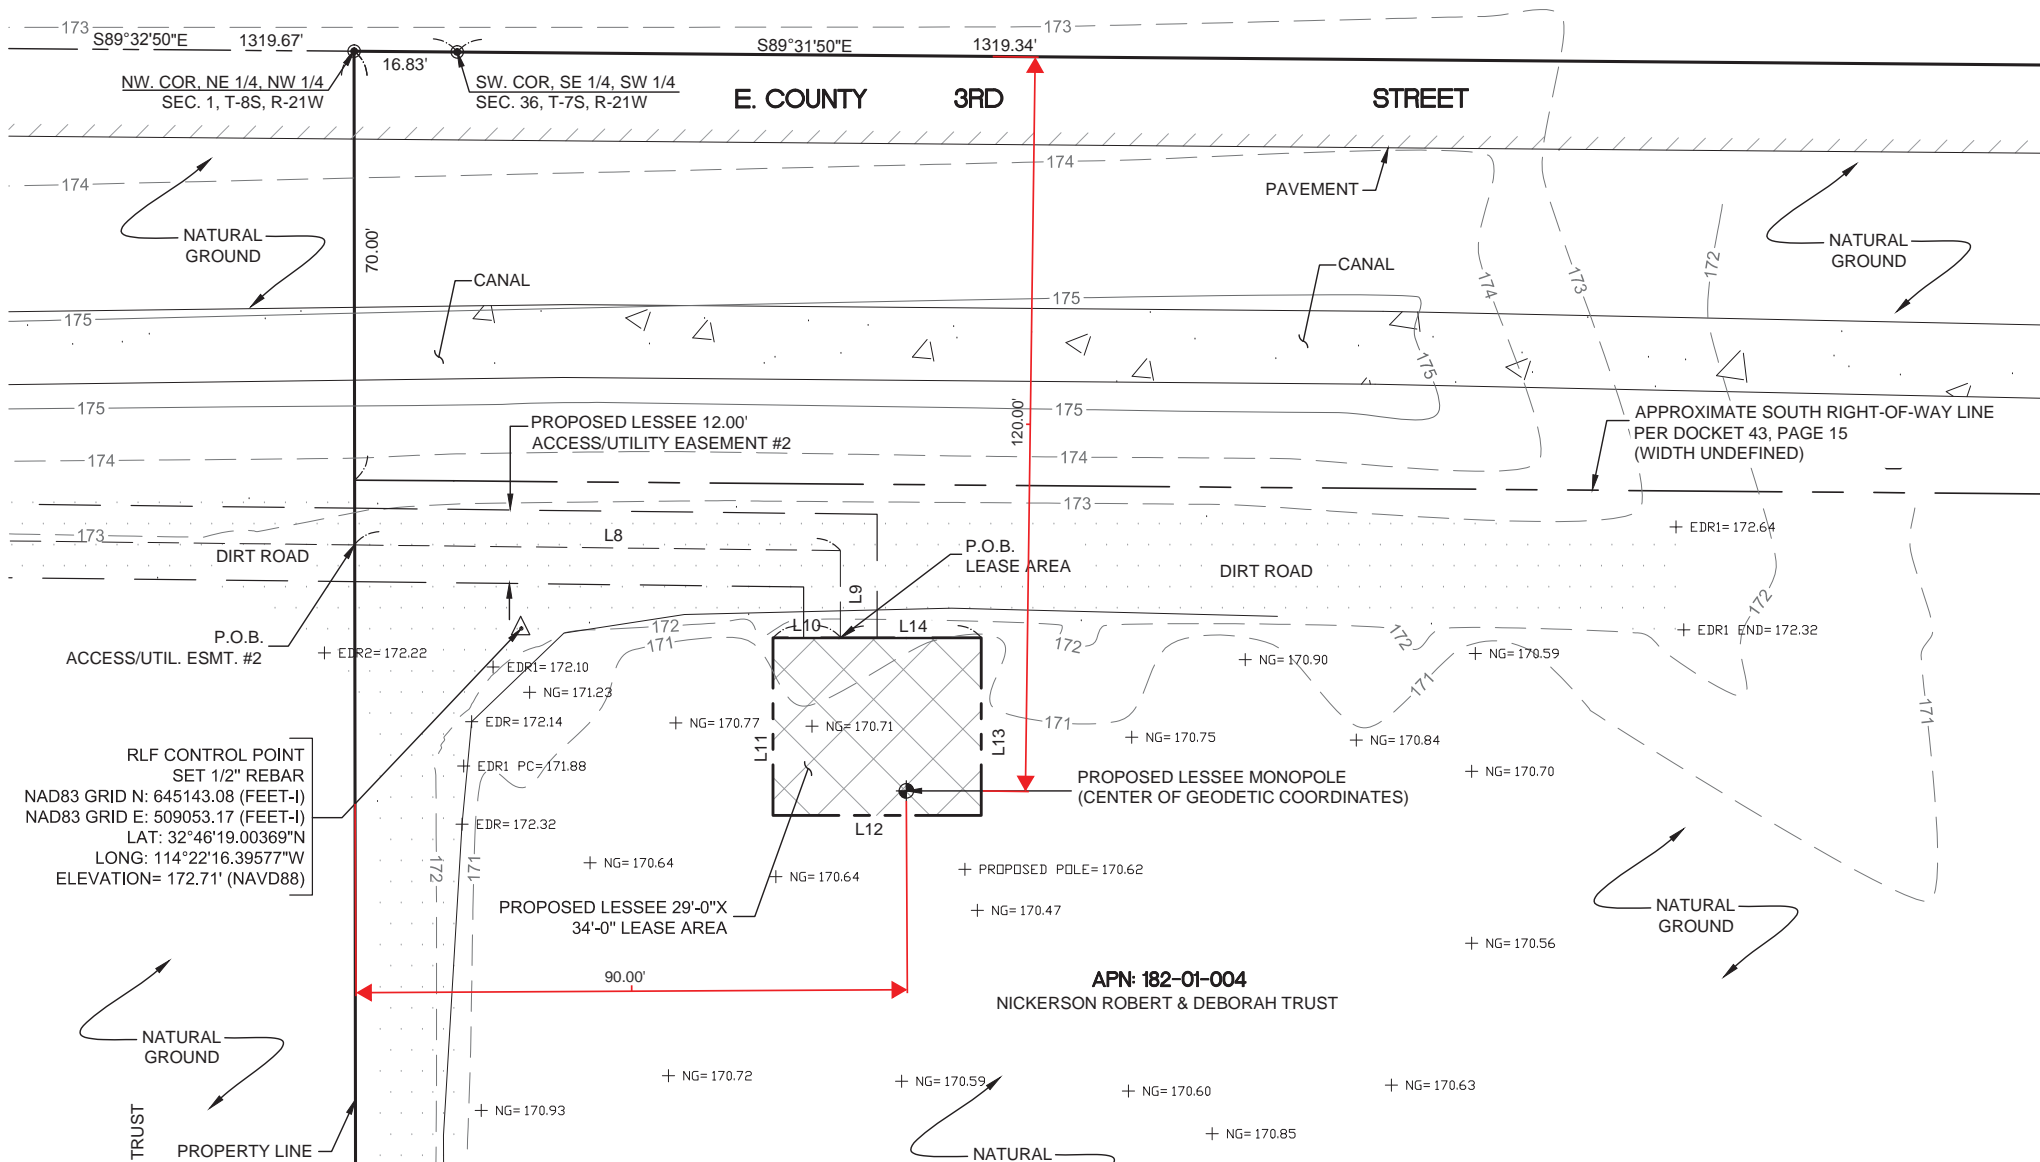 173
173
S89°32'50"E 1319.67'
S89°31'50"E 1319.34'
16.83'
NW. COR, NE 1/4, NW 1/4
SEC. 1, T-8S, R-21W
SW. COR, SE 1/4, SW 1/4
SEC. 36, T-7S, R-21W
E. COUNTY 3RD STREET
174
174
PAVEMENT
NATURAL
GROUND
70.00'
NATURAL
GROUND
CANAL
CANAL
172
173
174
175
175
175
175
175
120.00'
PROPOSED LESSEE 12.00'
ACCESS/UTILITY EASEMENT #2
APPROXIMATE SOUTH RIGHT-OF-WAY LINE
PER DOCKET 43, PAGE 15
(WIDTH UNDEFINED)
174
174
173
173
EDR1=172.64
DIRT ROAD
L8
P.O.B.
LEASE AREA
DIRT ROAD
L9
172
L10
L14
172
172
172
EDR1 END=172.32
P.O.B.
ACCESS/UTIL. ESMT. #2
EDR2=172.22
EDR1=172.10
171
NG=170.90
NG=170.59
NG=171.23
171
EDR=172.14
NG=170.77
NG=170.71
171
171
L11
L13
NG=170.75
NG=170.84
RLF CONTROL POINT
SET 1/2" REBAR
NAD83 GRID N: 645143.08 (FEET-I)
NAD83 GRID E: 509053.17 (FEET-I)
LAT: 32°46'19.00369"N
LONG: 114°22'16.39577"W
ELEVATION= 172.71' (NAVD88)
EDR1 PC=171.88
NG=170.70
PROPOSED LESSEE MONOPOLE
(CENTER OF GEODETIC COORDINATES)
EDR=172.32
L12
172
171
NG=170.64
NG=170.64
PROPOSED POLE=170.62
PROPOSED LESSEE 29'-0"X
34'-0" LEASE AREA
NG=170.47
NATURAL
GROUND
NG=170.56
90.00'
APN: 182-01-004
NICKERSON ROBERT & DEBORAH TRUST
NATURAL
GROUND
NG=170.72
NG=170.59
NG=170.60
NG=170.63
NG=170.93
NG=170.85
TRUST
PROPERTY LINE
NATURAL